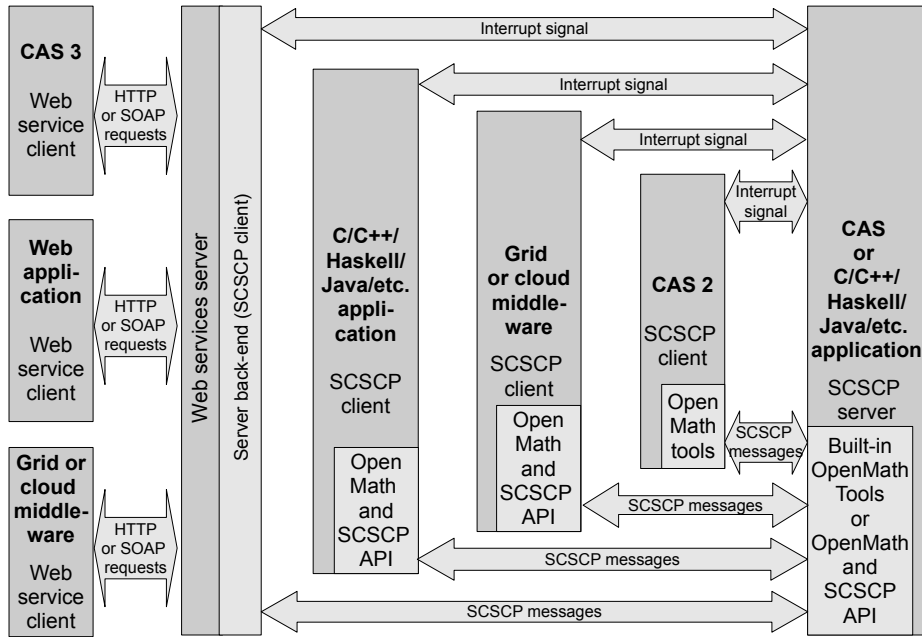 CAS 3
Web
service
client
HTTP
or SOAP
requests
Web
appli-
cation
Web
service
client
HTTP
or SOAP
requests
Grid or
cloud
middle-
ware
Web
service
client
HTTP
or SOAP
requests
Web services server
Server back-end (SCSCP client)
Interrupt signal
Interrupt signal
Interrupt signal
Interrupt
signal
C/C++/
Haskell/
Java/etc.
appli-
cation
SCSCP
client
Open
Math
and
SCSCP
API
Grid
or cloud
middle-
ware
SCSCP
client
Open
Math
and
SCSCP
API
CAS 2
SCSCP
client
Open
Math
tools
SCSCP
messages
SCSCP messages
SCSCP messages
SCSCP messages
CAS
or
C/C++/
Haskell/
Java/etc.
application
SCSCP
server
Built-in
OpenMath
Tools
or
OpenMath
and
SCSCP
API